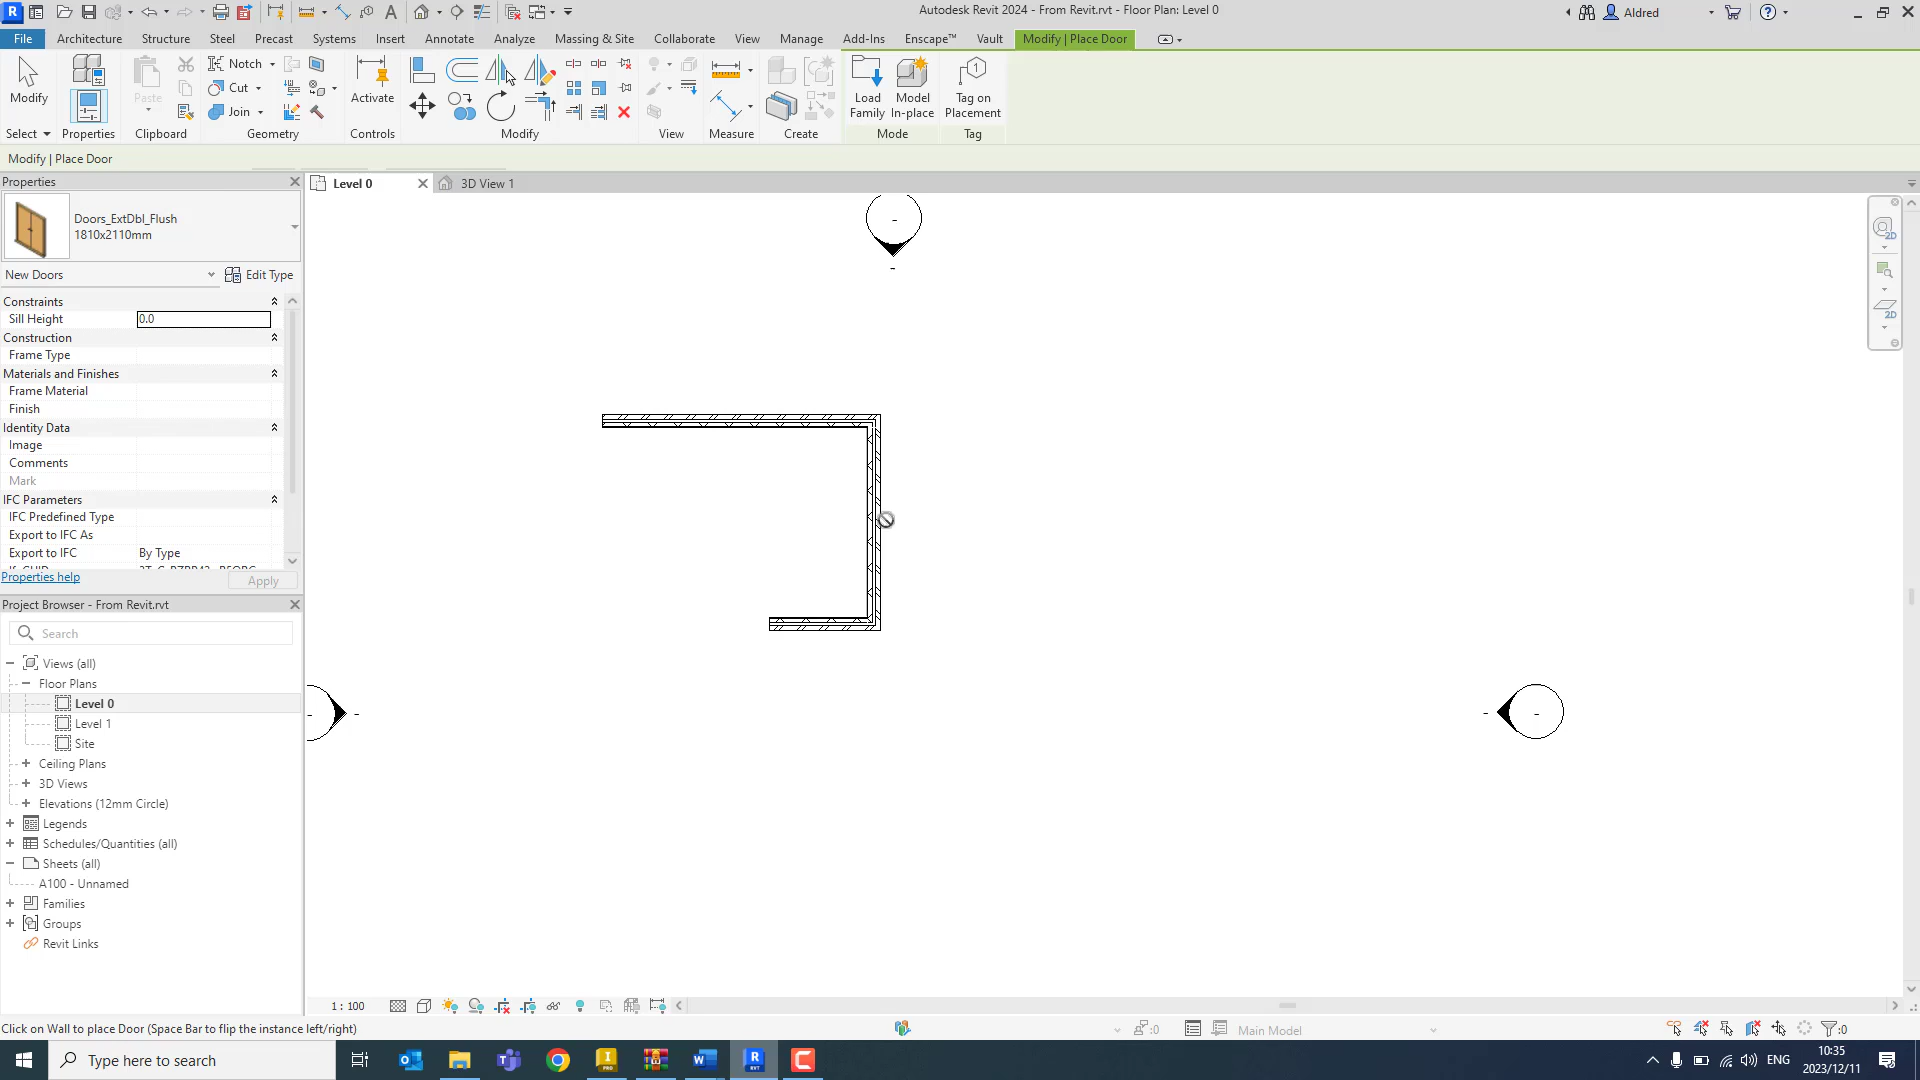 Autodesk Revit 2024 - From Revit.rvt - Floor Plan: Level 0
Aldred
File
Architecture
Structure
Steel
Precast
Systems
Insert
Annotate
Analyze
Massing & Site
Collaborate
View
Manage
Add-Ins
Enscape™
Vault
Modify | Place Door
Modify
Paste
Notch
Cut
Join
Activate
Load Family
Model In-place
Tag on Placement
Select
Properties
Clipboard
Geometry
Controls
Modify
View
Measure
Create
Mode
Tag
Modify | Place Door
Properties
Level 0
3D View 1
Doors_ExtDbl_Flush
1810x2110mm
New Doors
Edit Type
Constraints
Sill Height 0.0
Construction
Frame Type
Materials and Finishes
Frame Material
Finish
Identity Data
Image
Comments
Mark
IFC Parameters
IFC Predefined Type
Export to IFC As
Export to IFC By Type
Properties help
Apply
Project Browser - From Revit.rvt
Search
Views (all)
Floor Plans
Level 0
Level 1
Site
Ceiling Plans
3D Views
Elevations (12mm Circle)
Legends
Schedules/Quantities (all)
Sheets (all)
A100 - Unnamed
Families
Groups
Revit Links
1 : 100
Click on Wall to place Door (Space Bar to flip the instance left/right)
:0
Main Model
:0
Type here to search
ENG
10:35
2023/12/11